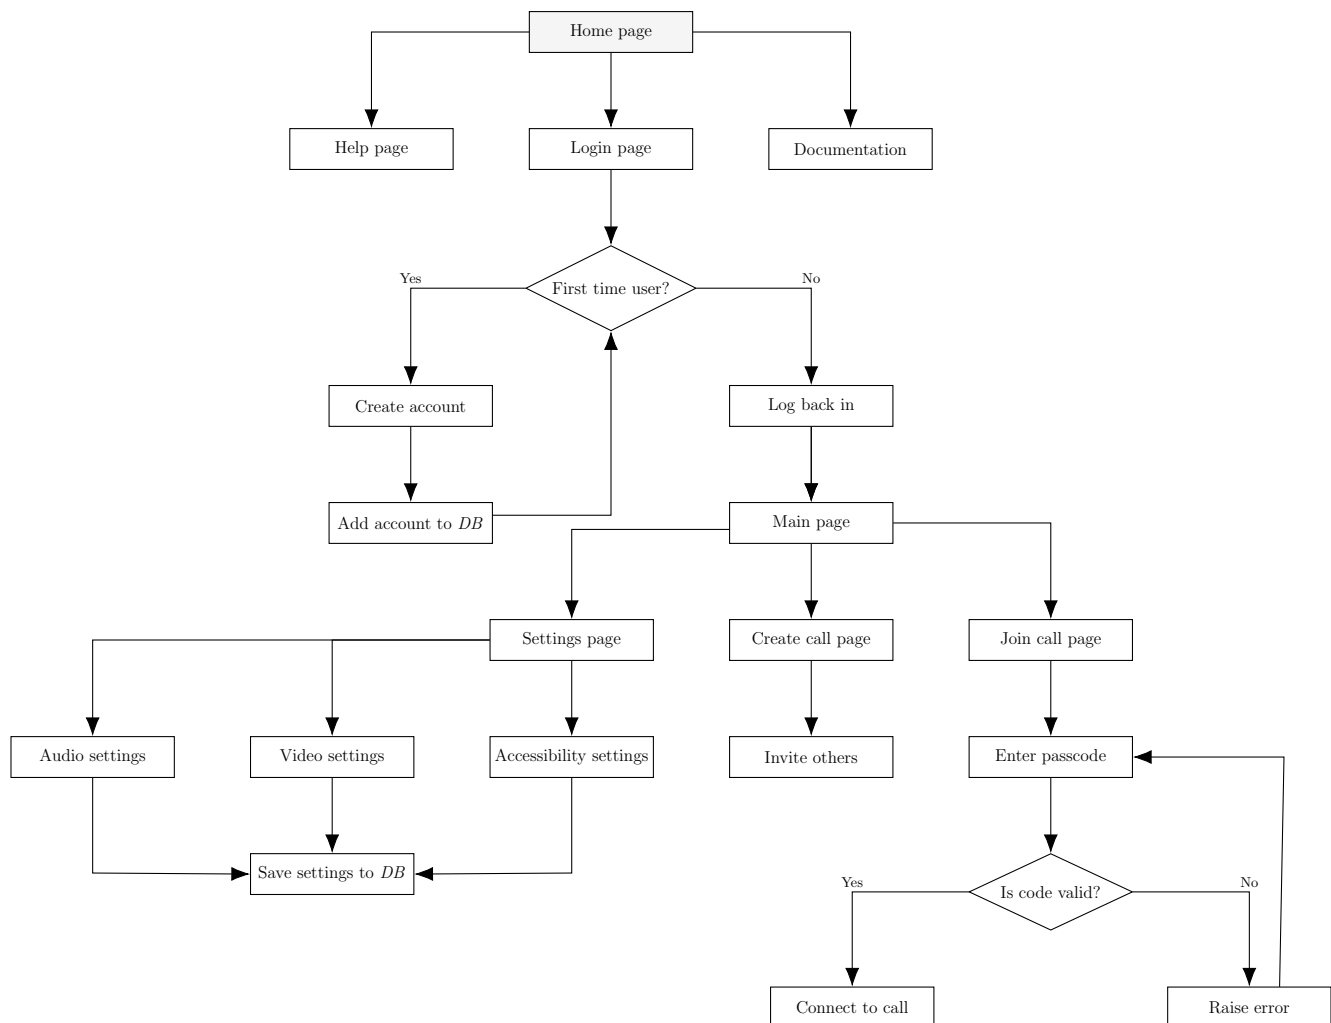 Home page
Help page
Login page
Documentation
First time user?
Yes
No
Create account
Log back in
Add account to DB
Main page
Settings page
Create call page
Join call page
Audio settings
Video settings
Accessibility settings
Invite others
Enter passcode
Save settings to DB
Is code valid?
Yes
No
Connect to call
Raise error